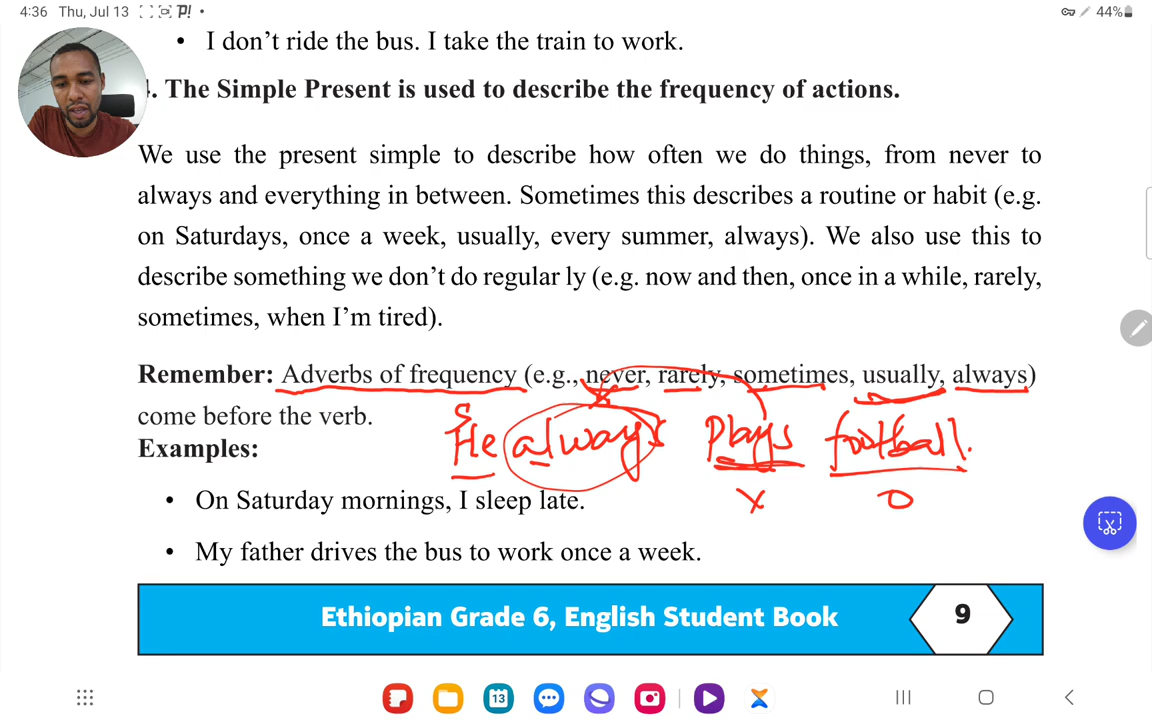 4:36 Thu, Jul 13
44%
• I don't ride the bus. I take the train to work.
4. The Simple Present is used to describe the frequency of actions.
We use the present simple to describe how often we do things, from never to
always and everything in between. Sometimes this describes a routine or habit (e.g.
on Saturdays, once a week, usually, every summer, always). We also use this to
describe something we don't do regular ly (e.g. now and then, once in a while, rarely,
sometimes, when I'm tired).
Remember: Adverbs of frequency (e.g., never, rarely, sometimes, usually, always)
come before the verb.
S
He always plays football.
Examples:
• On Saturday mornings, I sleep late.
X O
• My father drives the bus to work once a week.
Ethiopian Grade 6, English Student Book
9
13